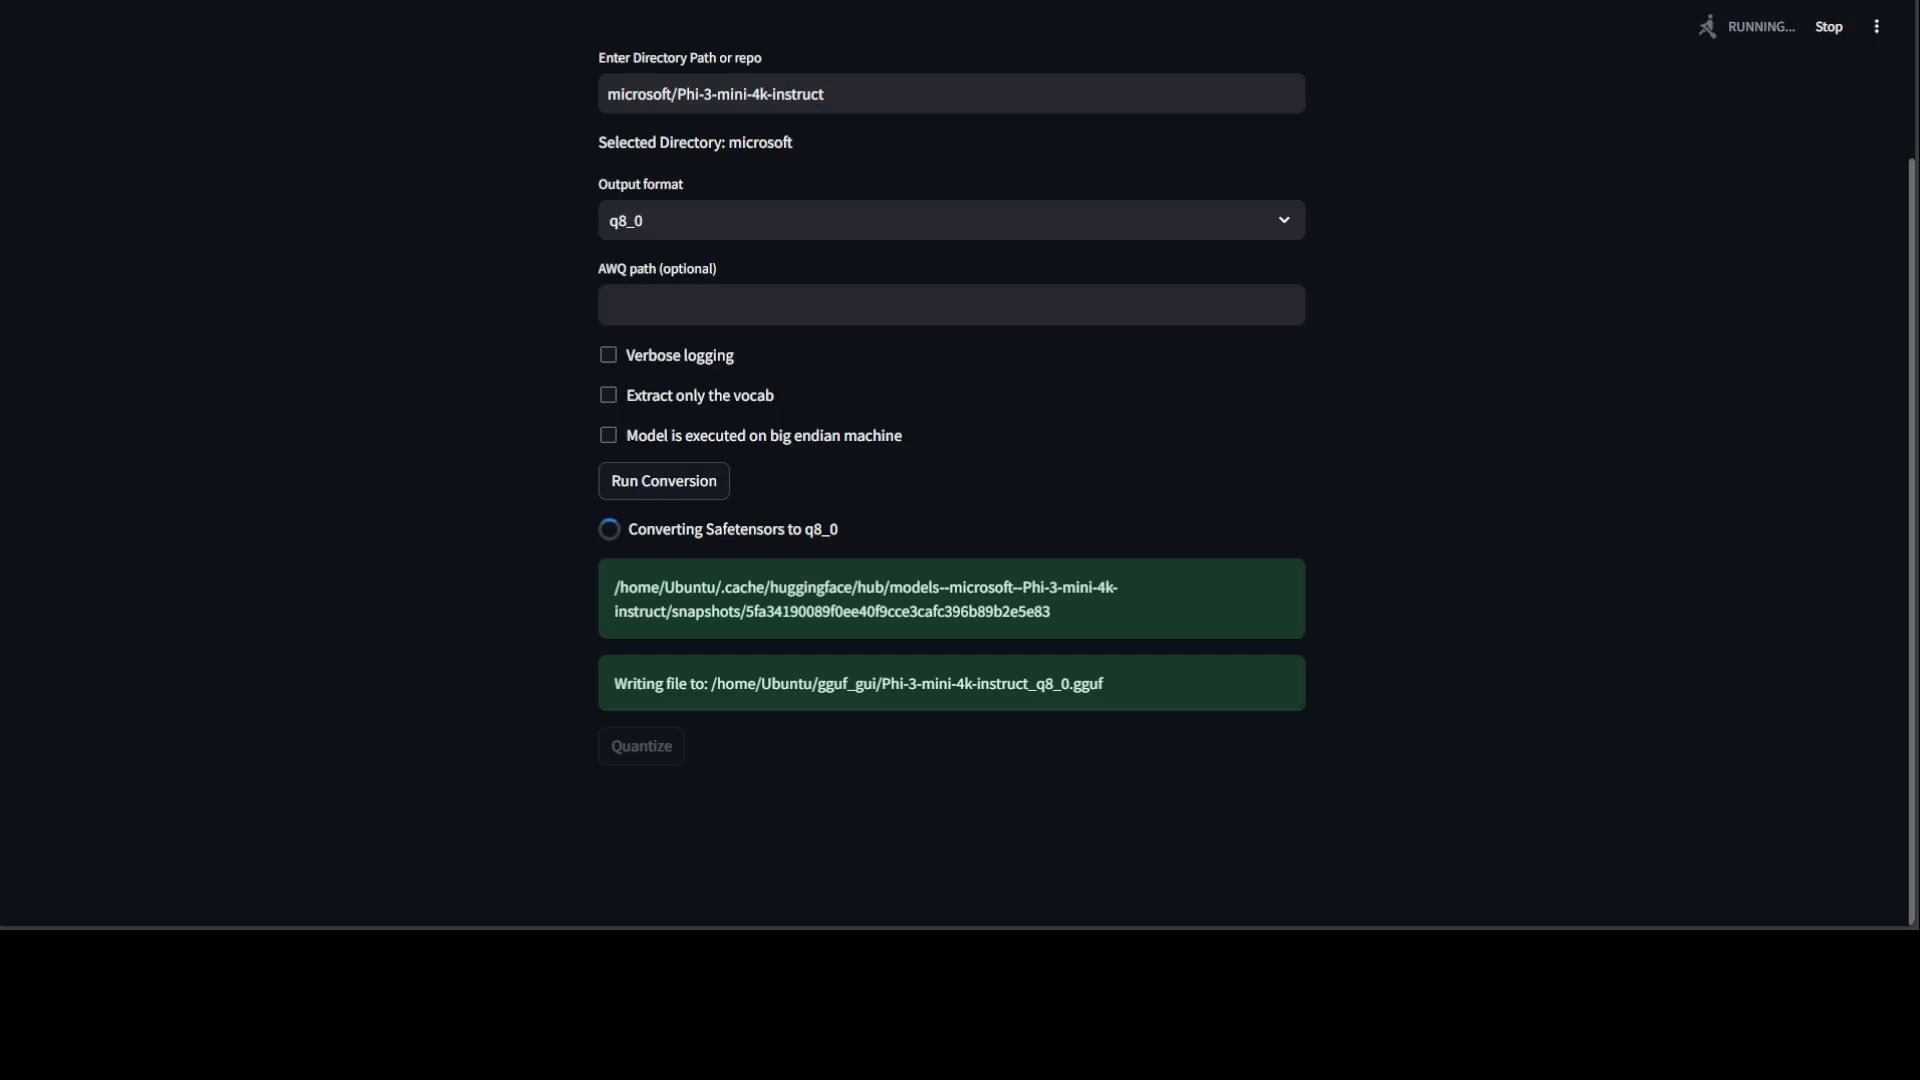 RUNNING...
Stop
Enter Directory Path or repo
microsoft/Phi-3-mini-4k-instruct
Selected Directory: microsoft
Output format
q8_0
AWQ path (optional)
Verbose logging
Extract only the vocab
Model is executed on big endian machine
Run Conversion
Converting Safetensors to q8_0
/home/Ubuntu/.cache/huggingface/hub/models--microsoft--Phi-3-mini-4k-
instruct/snapshots/5fa34190089f0ee40f9cce3cafc396b89b2e5e83
Writing file to: /home/Ubuntu/gguf_gui/Phi-3-mini-4k-instruct_q8_0.gguf
Quantize